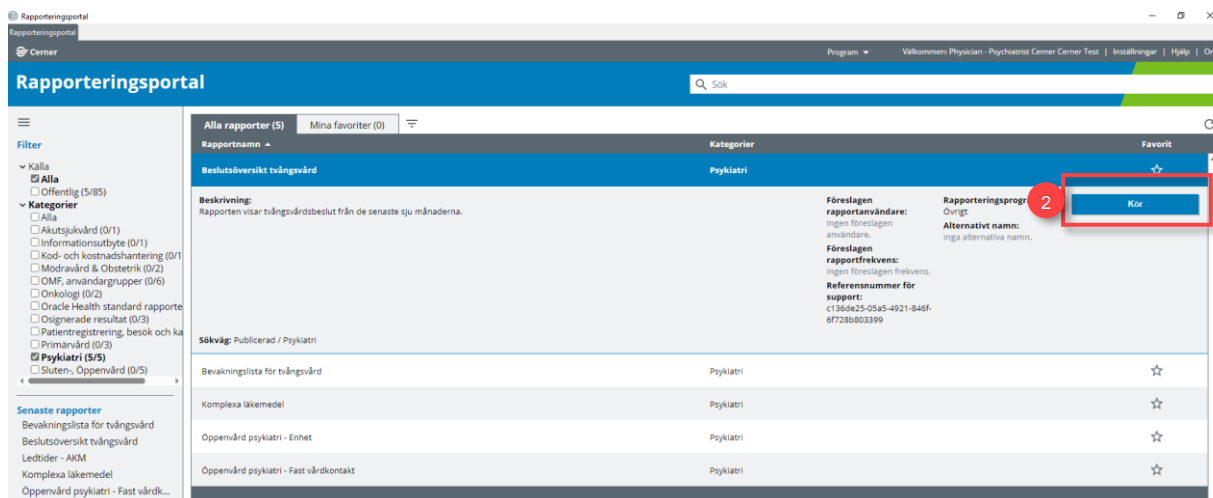 Rapporteringsportal
Rapporteringsportal
Cerner
Program
Välkommen: Physician - Psychiatrist Cerner Cerner Test | Inställningar | Hjälp |
Rapporteringsportal
Sök
Alla rapporter (5)
Mina favoriter (0)
Filter
Rapportnamn
Kategorier
Favorit
Källa
Alla
Offentlig (5/85)
Kategorier
Alla
Akutsjukvård (0/1)
Informationsutbyte (0/1)
Kod- och kostnadshantering (0/1
Mödravård & Obstetrik (0/2)
OMF, användargrupper (0/6)
Onkologi (0/2)
Oracle Health standard rapporte
Osignerade resultat (0/3)
Patientregistrering, besök och ka
Primärvård (0/3)
Psykiatri (5/5)
Sluten-, Öppenvård (0/5)
Senaste rapporter
Bevakningslista för tvångsvård
Beslutsöversikt tvångsvård
Ledtider - AKM
Komplexa läkemedel
Öppenvård psykiatri - Fast vårdk...
Beslutsöversikt tvångsvård
Psykiatri
Beskrivning:
Rapporten visar tvångsvårdsbeslut från de senaste sju månaderna.
Föreslagen
rapportanvändare:
Ingen föreslagen
användare.
Föreslagen
rapportfrekvens:
Ingen föreslagen frekvens.
Referensnummer för
support:
c136de25-05a5-4921-846f-
6f728b803399
Rapporteringsprogr
Övrigt
Alternativt namn:
Inga alternativa namn.
2
Kör
Sökväg: Publicerad / Psykiatri
Bevakningslista för tvångsvård
Psykiatri
Komplexa läkemedel
Psykiatri
Öppenvård psykiatri - Enhet
Psykiatri
Öppenvård psykiatri - Fast vårdkontakt
Psykiatri